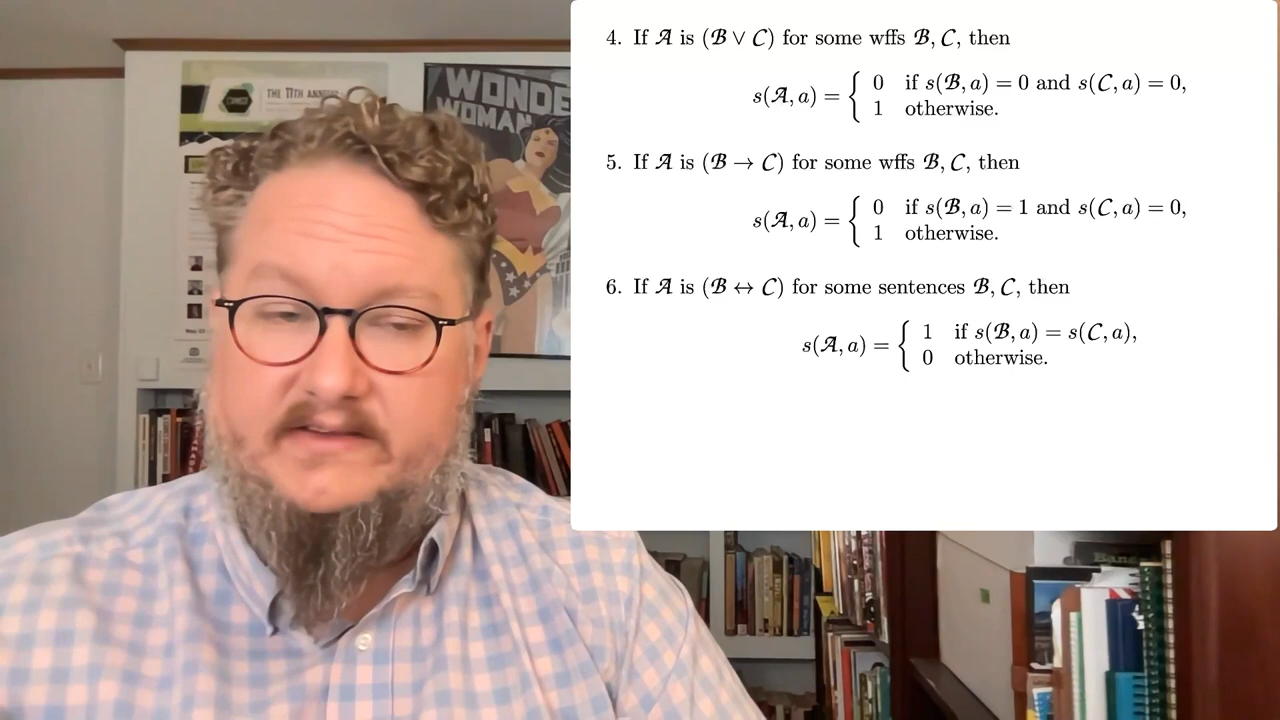 4. If 𝓐 is (𝓑 ∨ 𝓒) for some wffs 𝓑, 𝓒, then
s(𝓐, a) = { 0 if s(𝓑, a) = 0 and s(𝓒, a) = 0,
1 otherwise.
5. If 𝓐 is (𝓑 → 𝓒) for some wffs 𝓑, 𝓒, then
s(𝓐, a) = { 0 if s(𝓑, a) = 1 and s(𝓒, a) = 0,
1 otherwise.
6. If 𝓐 is (𝓑 ↔ 𝓒) for some sentences 𝓑, 𝓒, then
s(𝓐, a) = { 1 if s(𝓑, a) = s(𝓒, a),
0 otherwise.
THE 11TH
WONDE
WOMAN